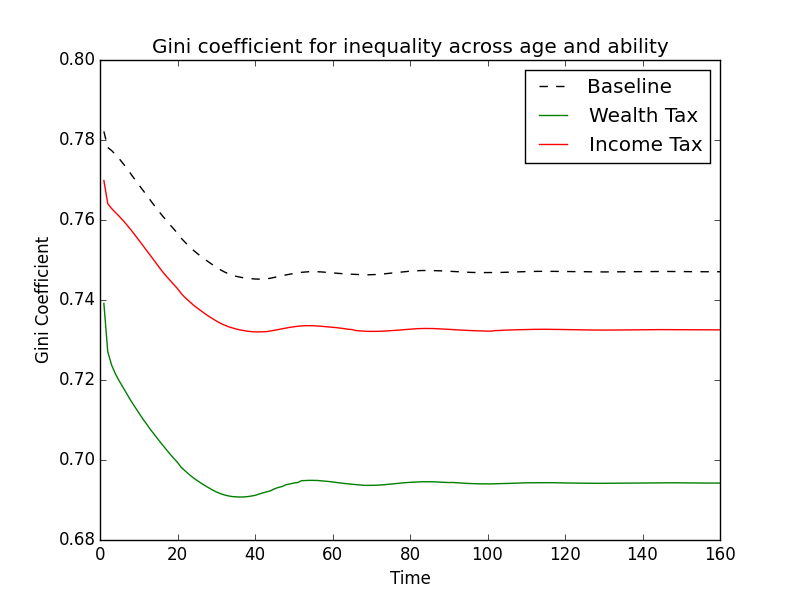 Gini coefficient for inequality across age and ability
0.80
0.78
0.76
0.74
0.72
0.70
0.68
Gini Coefficient
Baseline
Wealth Tax
Income Tax
0 20 40 60 80 100 120 140 160
Time